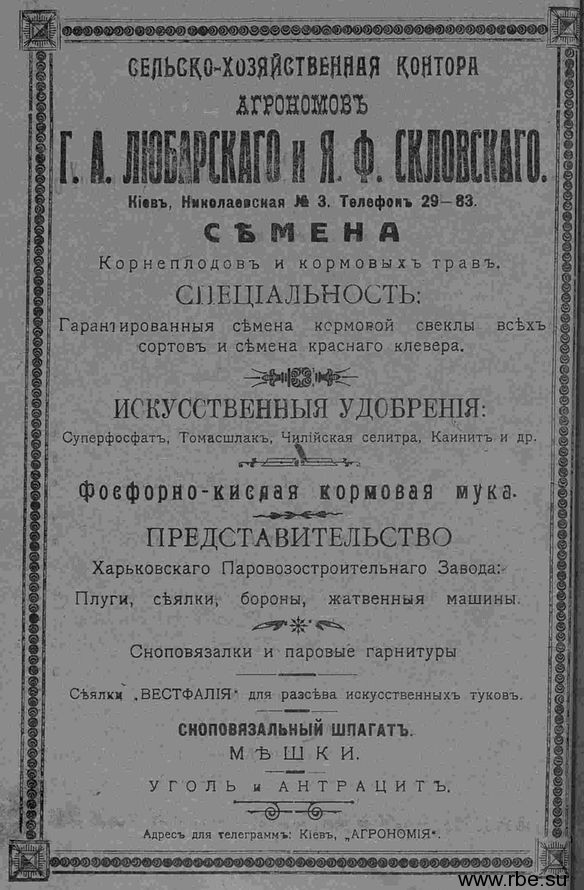 СЕЛЬСКО-ХОЗЯЙСТВЕННАЯ КОНТОРА
АГРОНОМОВЪ
Г. А. ЛЮБАРСКАГО и Я. Ф. СКЛОВСКАГО.
Кіевъ, Николаевская № 3. Телефонъ 29—83.
СѢМЕНА
Корнеплодовъ и кормовыхъ травъ.
СПЕЦІАЛЬНОСТЬ:
Гарантированныя сѣмена кормовой свеклы всѣхъ
сортовъ и сѣмена краснаго клевера.
ИСКУССТВЕННЫЯ УДОБРЕНІЯ:
Суперфосфатъ, Томасшлакъ, Чилійская селитра, Каинитъ и др.
Фосфорно-кислая кормовая мука.
ПРЕДСТАВИТЕЛЬСТВО
Харьковскаго Паровозостроительнаго Завода:
Плуги, сѣялки, бороны, жатвенныя машины.
Сноповязалки и паровые гарнитуры
Сѣялки „ВЕСТФАЛІЯ" для разсѣва искусственныхъ туковъ.
СНОПОВЯЗАЛЬНЫЙ ШПАГАТЪ.
МѢШКИ.
УГОЛЬ и АНТРАЦИТЪ.
Адресъ для телеграммъ: Кіевъ, „АГРОНОМІЯ".
www.rbe.su